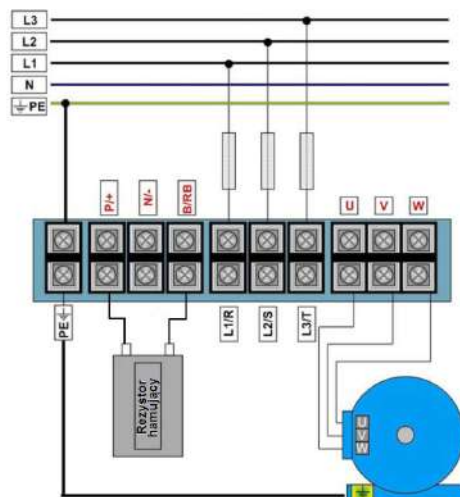 L3
L2
L1
N
⏚ PE
P/+
N/-
B/RB
U
V
W
PE⏚
L1/R
L2/S
L3/T
Rezystor
hamujący
U
V
W